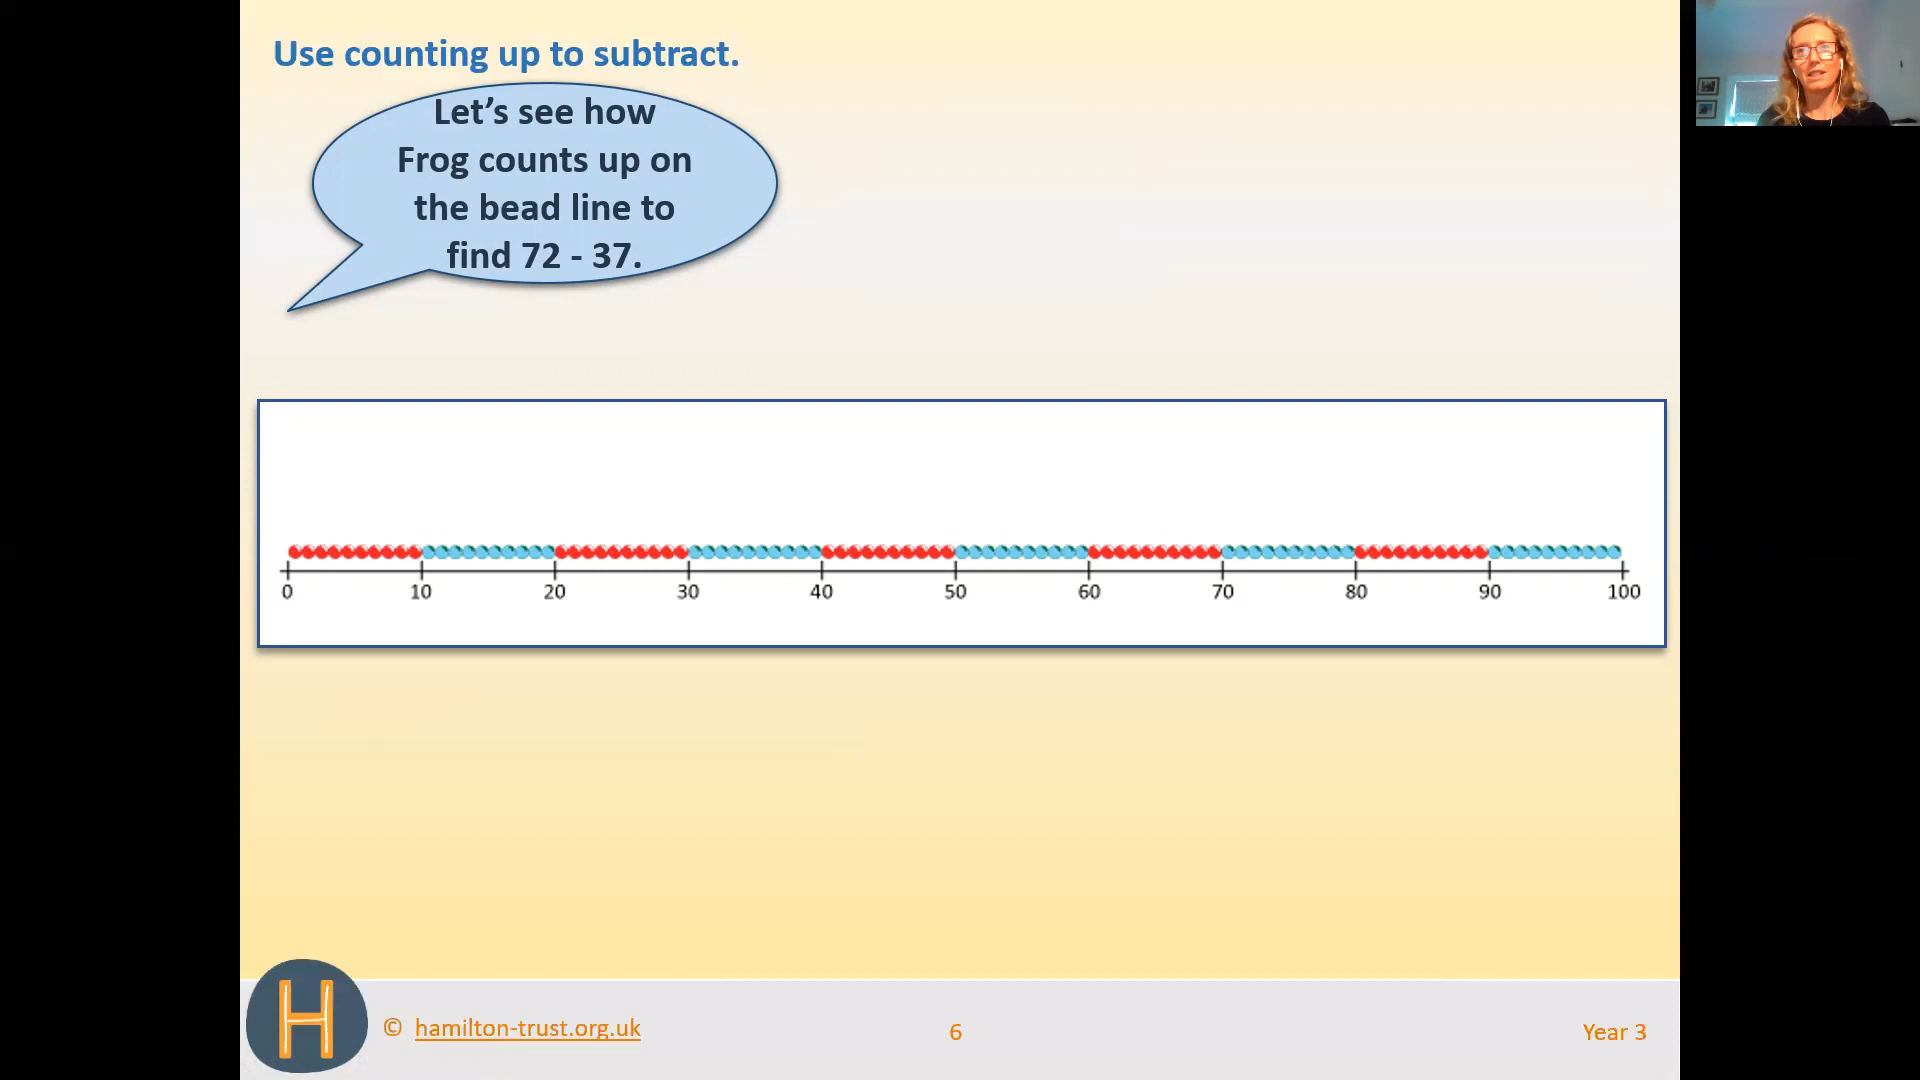 Use counting up to subtract.
Let’s see how
Frog counts up on
the bead line to
find 72 - 37.
0 10 20 30 40 50 60 70 80 90 100
H
© hamilton-trust.org.uk
6
Year 3